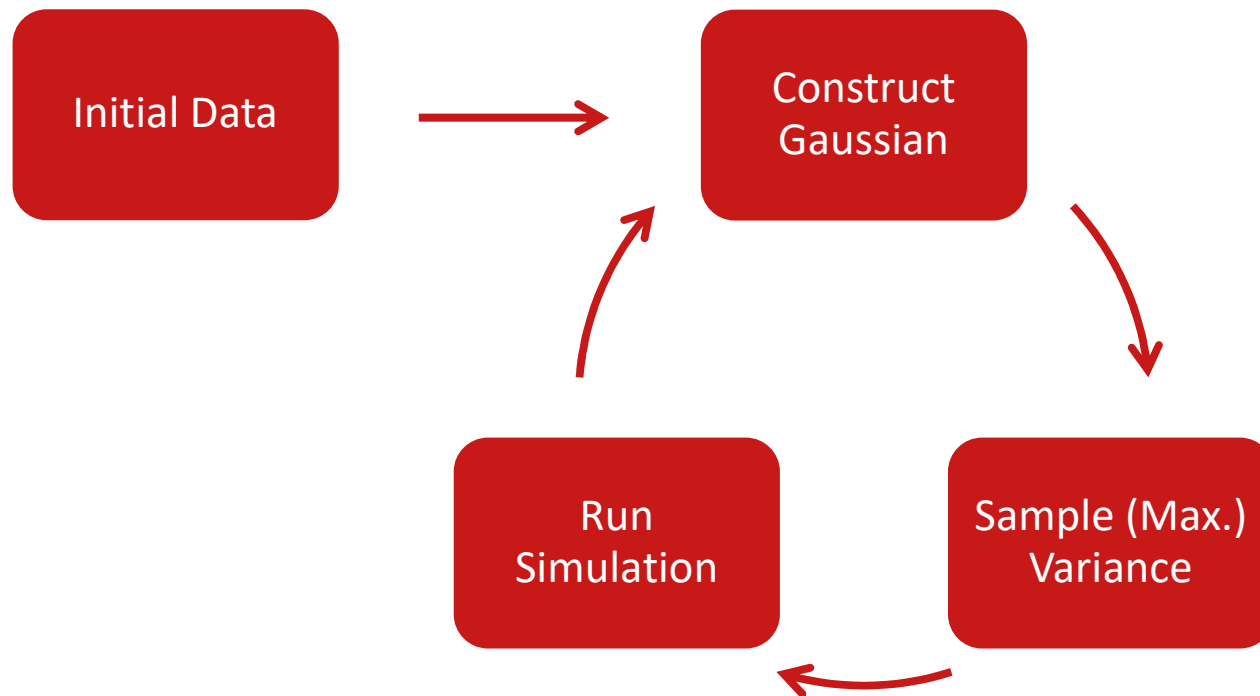 Initial Data
Construct
Gaussian
Run
Simulation
Sample (Max.)
Variance